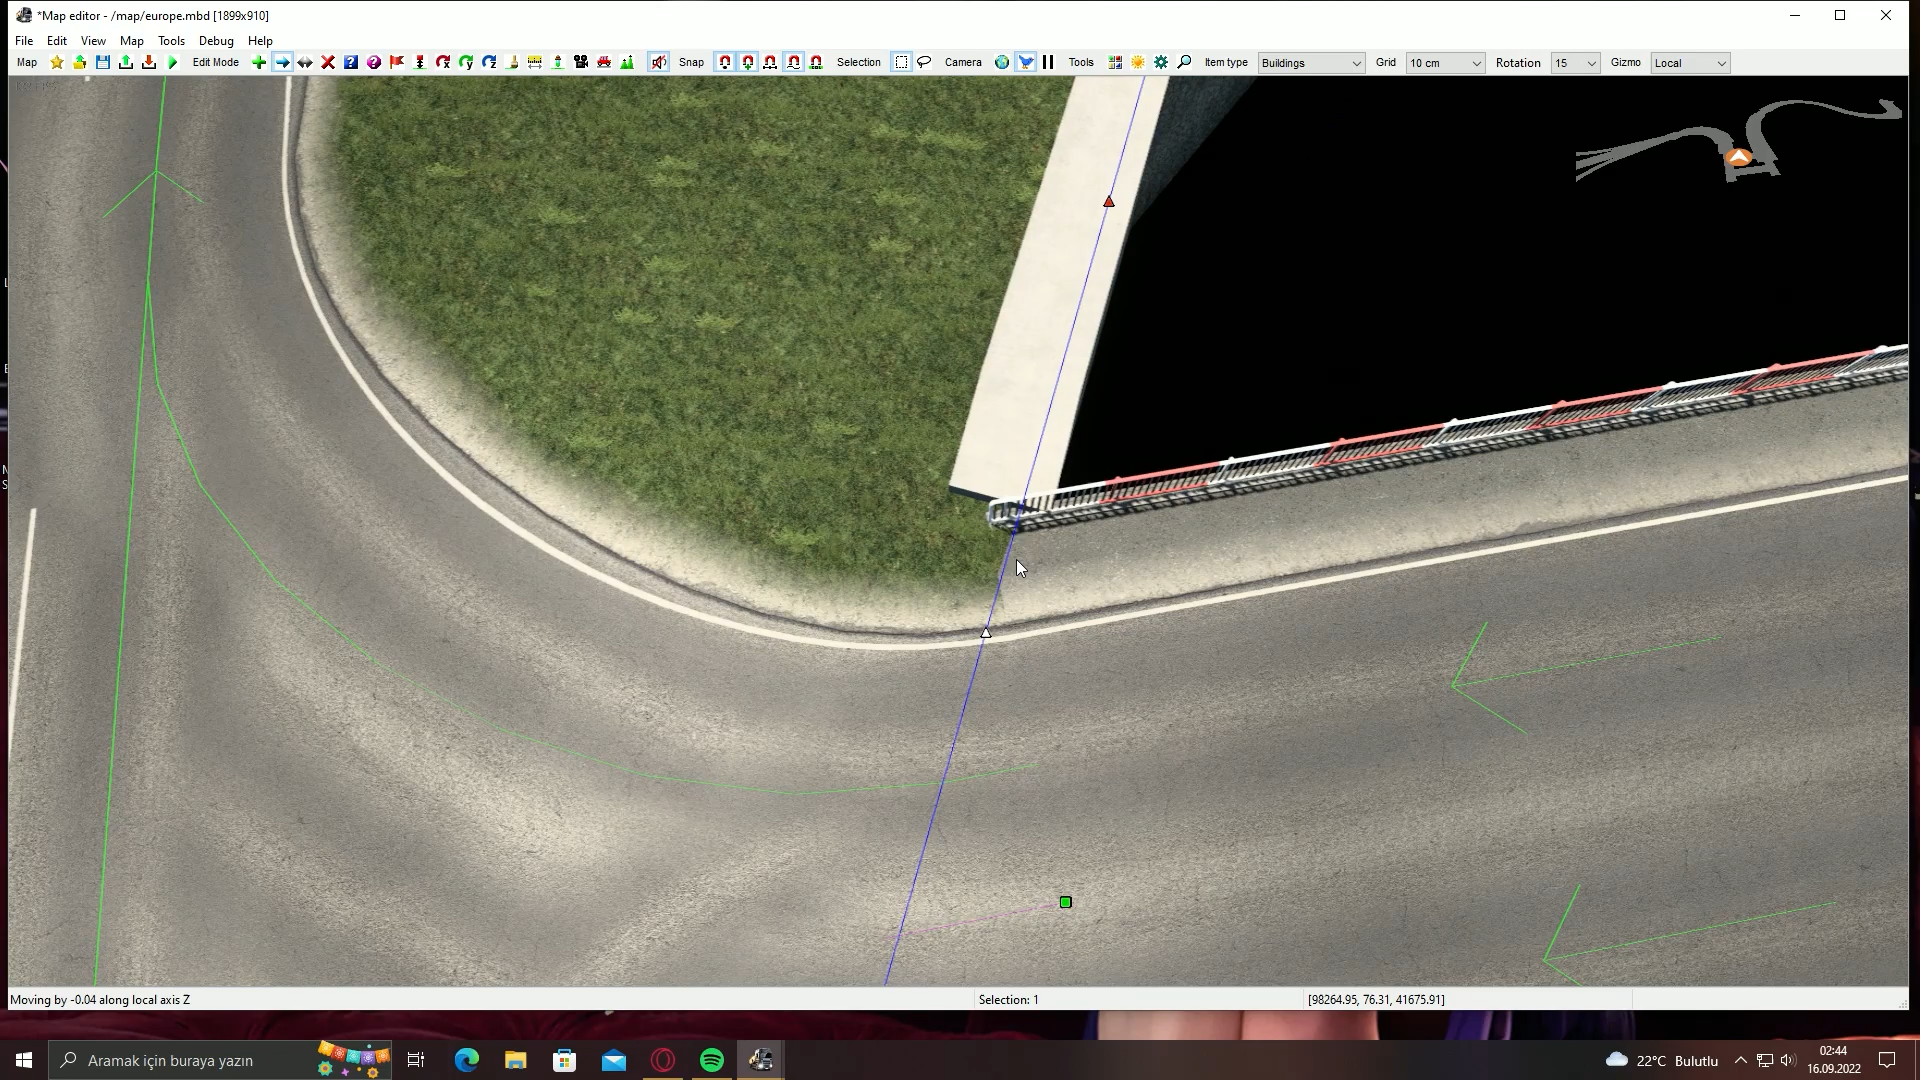 *Map editor - /map/europe.mbd [1899x910]
File Edit View Map Tools Debug Help
Map Edit Mode Snap Selection Camera Tools Item type Buildings Grid 10 cm Rotation 15 Gizmo Local
Moving by -0.04 along local axis Z Selection: 1 [98264.95, 76.31, 41675.91]
Aramak için buraya yazın 22°C Bulutlu 02:44
16.09.2022